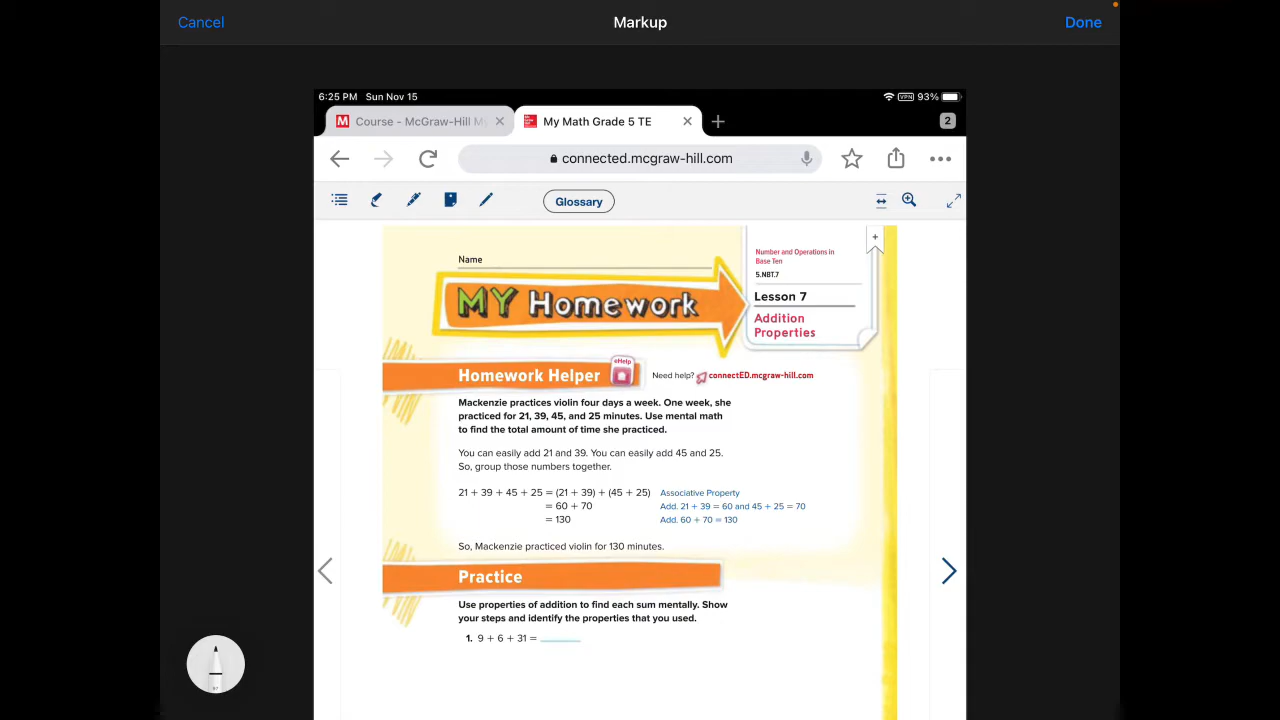 Cancel
Markup
Done
6:25 PM Sun Nov 15
VPN 93%
M Course - McGraw-Hill M
My Math Grade 5 TE
2
connected.mcgraw-hill.com
Glossary
Name
Number and Operations in
Base Ten
5.NBT.7
MY Homework
Lesson 7
Addition
Properties
Homework Helper
eHelp
Need help? connectED.mcgraw-hill.com
Mackenzie practices violin four days a week. One week, she
practiced for 21, 39, 45, and 25 minutes. Use mental math
to find the total amount of time she practiced.
You can easily add 21 and 39. You can easily add 45 and 25.
So, group those numbers together.
21 + 39 + 45 + 25 = (21 + 39) + (45 + 25) Associative Property
= 60 + 70 Add. 21 + 39 = 60 and 45 + 25 = 70
= 130 Add. 60 + 70 = 130
So, Mackenzie practiced violin for 130 minutes.
Practice
Use properties of addition to find each sum mentally. Show
your steps and identify the properties that you used.
1. 9 + 6 + 31 =